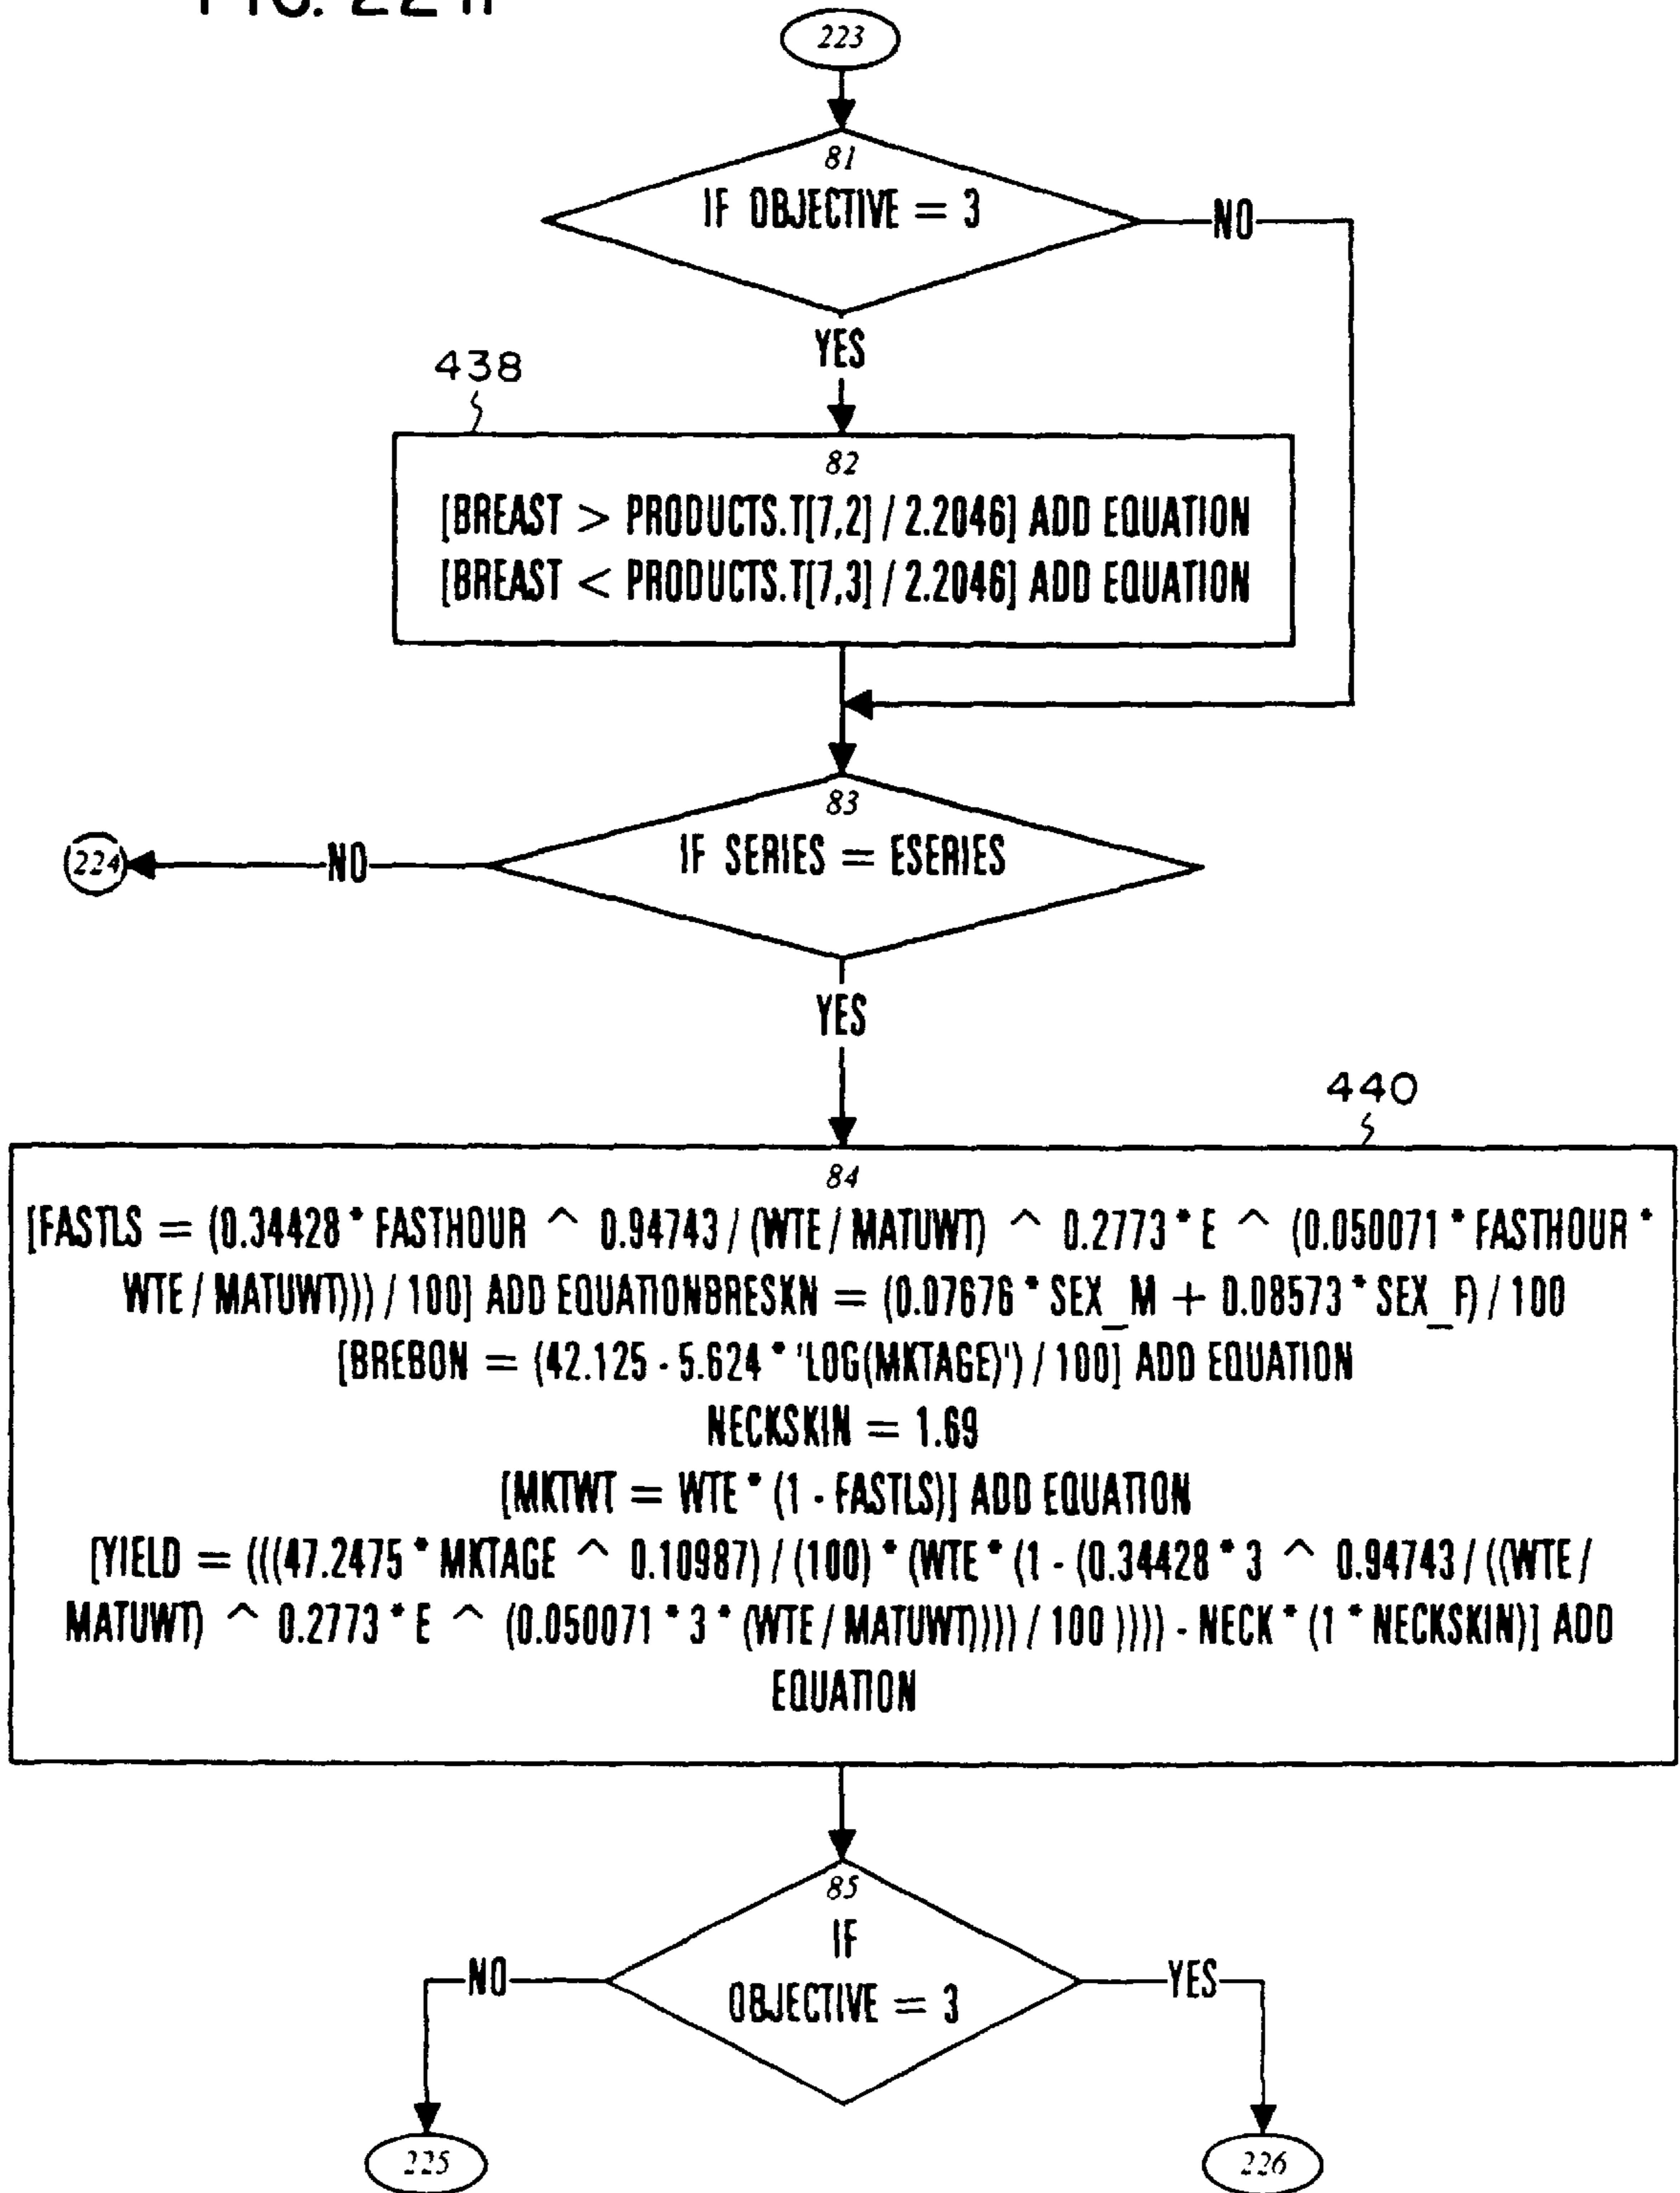 223
81
IF OBJECTIVE = 3
NO
YES
438
82
[BREAST > PRODUCTS.T[7,2] / 2.2046] ADD EQUATION
[BREAST < PRODUCTS.T[7,3] / 2.2046] ADD EQUATION
83
IF SERIES = ESERIES
NO
224
YES
440
84
[FASTLS = (0.34428 * FASTHOUR ^ 0.94743 / (WTE / MATUWT) ^ 0.2773 * E ^ (0.050071 * FASTHOUR *
WTE / MATUWT))) / 100] ADD EQUATIONBRESKN = (0.07676 * SEX_M + 0.08573 * SEX_F) / 100
[BREBON = (42.125 - 5.624 * 'LOG(MKTAGE)') / 100] ADD EQUATION
NECKSKIN = 1.69
[MKTWT = WTE * (1 - FASTLS)] ADD EQUATION
[YIELD = (((47.2475 * MKTAGE ^ 0.10987) / (100) * (WTE * (1 - (0.34428 * 3 ^ 0.94743 / ((WTE /
MATUWT) ^ 0.2773 * E ^ (0.050071 * 3 * (WTE / MATUWT)))) / 100 )))) - NECK * (1 * NECKSKIN)] ADD
EQUATION
85
IF
OBJECTIVE = 3
NO
YES
225
226